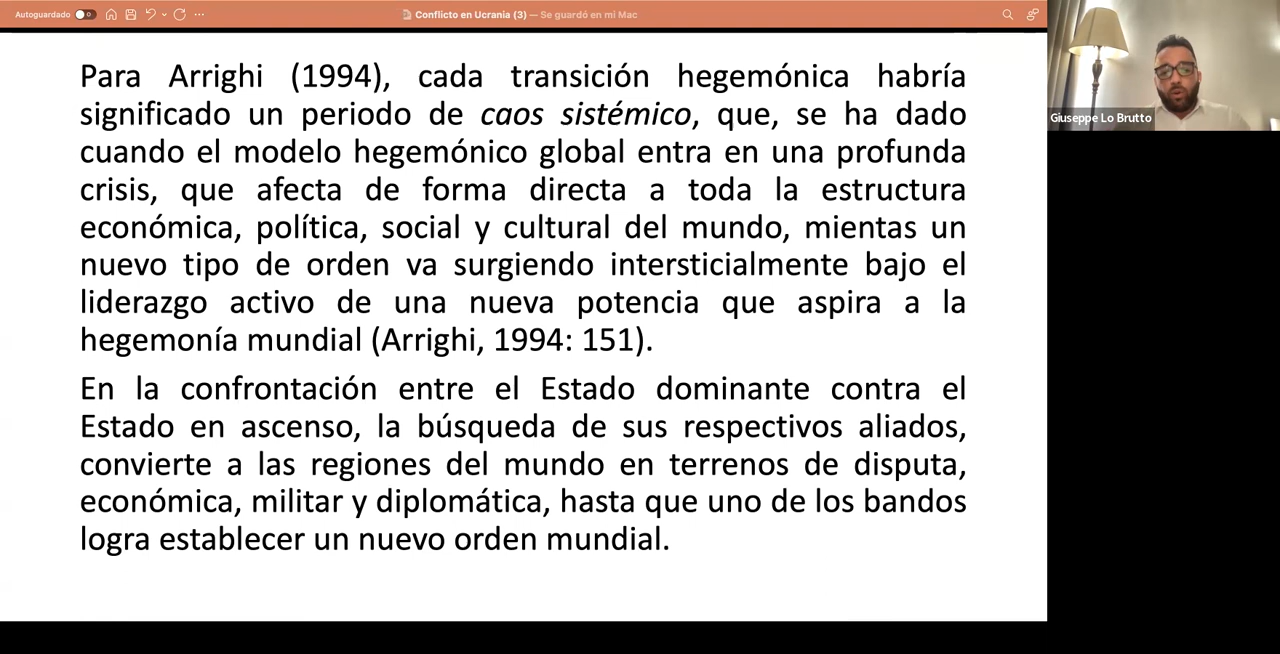 Autoguardado
Conflicto en Ucrania (3) — Se guardó en mi Mac
Para Arrighi (1994), cada transición hegemónica habría
significado un periodo de caos sistémico, que, se ha dado
cuando el modelo hegemónico global entra en una profunda
crisis, que afecta de forma directa a toda la estructura
económica, política, social y cultural del mundo, mientas un
nuevo tipo de orden va surgiendo intersticialmente bajo el
liderazgo activo de una nueva potencia que aspira a la
hegemonía mundial (Arrighi, 1994: 151).
En la confrontación entre el Estado dominante contra el
Estado en ascenso, la búsqueda de sus respectivos aliados,
convierte a las regiones del mundo en terrenos de disputa,
económica, militar y diplomática, hasta que uno de los bandos
logra establecer un nuevo orden mundial.
Giuseppe Lo Brutto